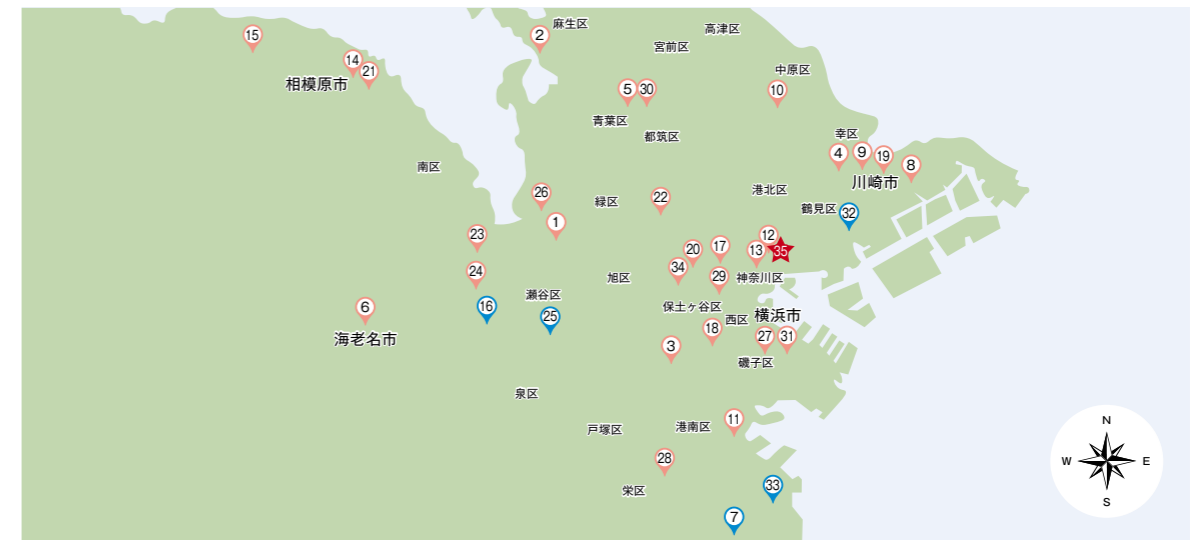 麻生区
高津区
15
2
宮前区
14
21
相模原市
中原区
5
30
10
青葉区
都筑区
幸区
4
9
19
8
南区
川崎市
港北区
26
緑区
22
鶴見区
32
1
23
12
20
17
13
35
34
24
旭区
29
神奈川区
瀬谷区
6
16
25
保土ヶ谷区
横浜市
西区
18
海老名市
27
31
3
磯子区
泉区
11
戸塚区
港南区
N
28
W
E
栄区
33
S
7